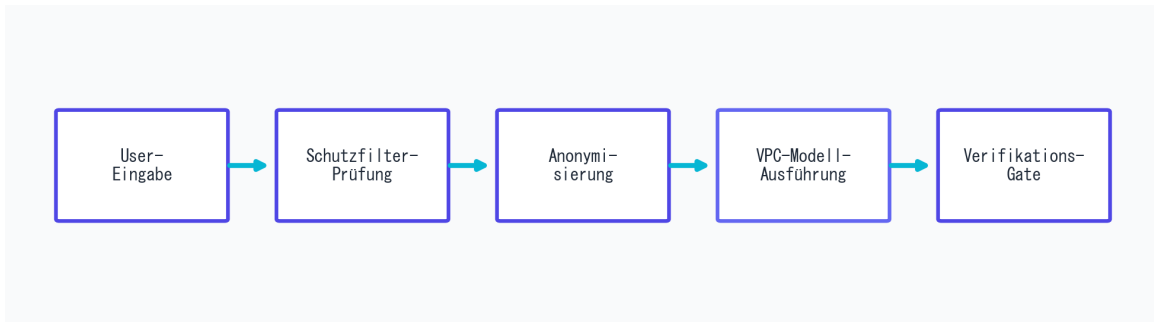 User-
Eingabe
Schutzfilter-
Prüfung
Anonymi-
sierung
VPC-Modell-
Ausführung
Verifikations-
Gate